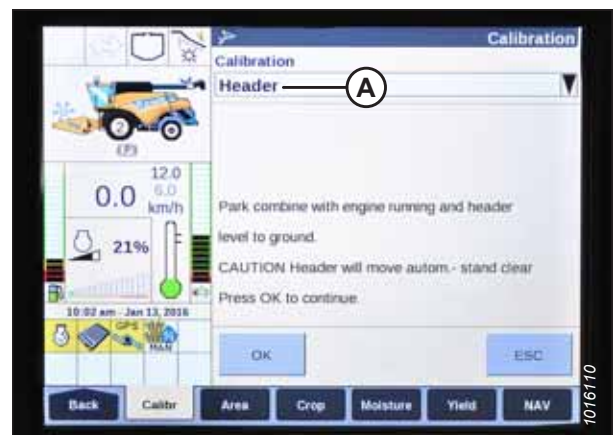 Calibration
Calibration
Header
A
2
(P)
12.0
6.0
0.0
km/h
21%
Park combine with engine running and header
level to ground.
CAUTION Header will move autom.- stand clear
Press OK to continue
10:02 am Jan 13, 2016
GPS
MAN
OK
ESC
Back
Calibr
Area
Crop
Moisture
Yield
NAV
1016110